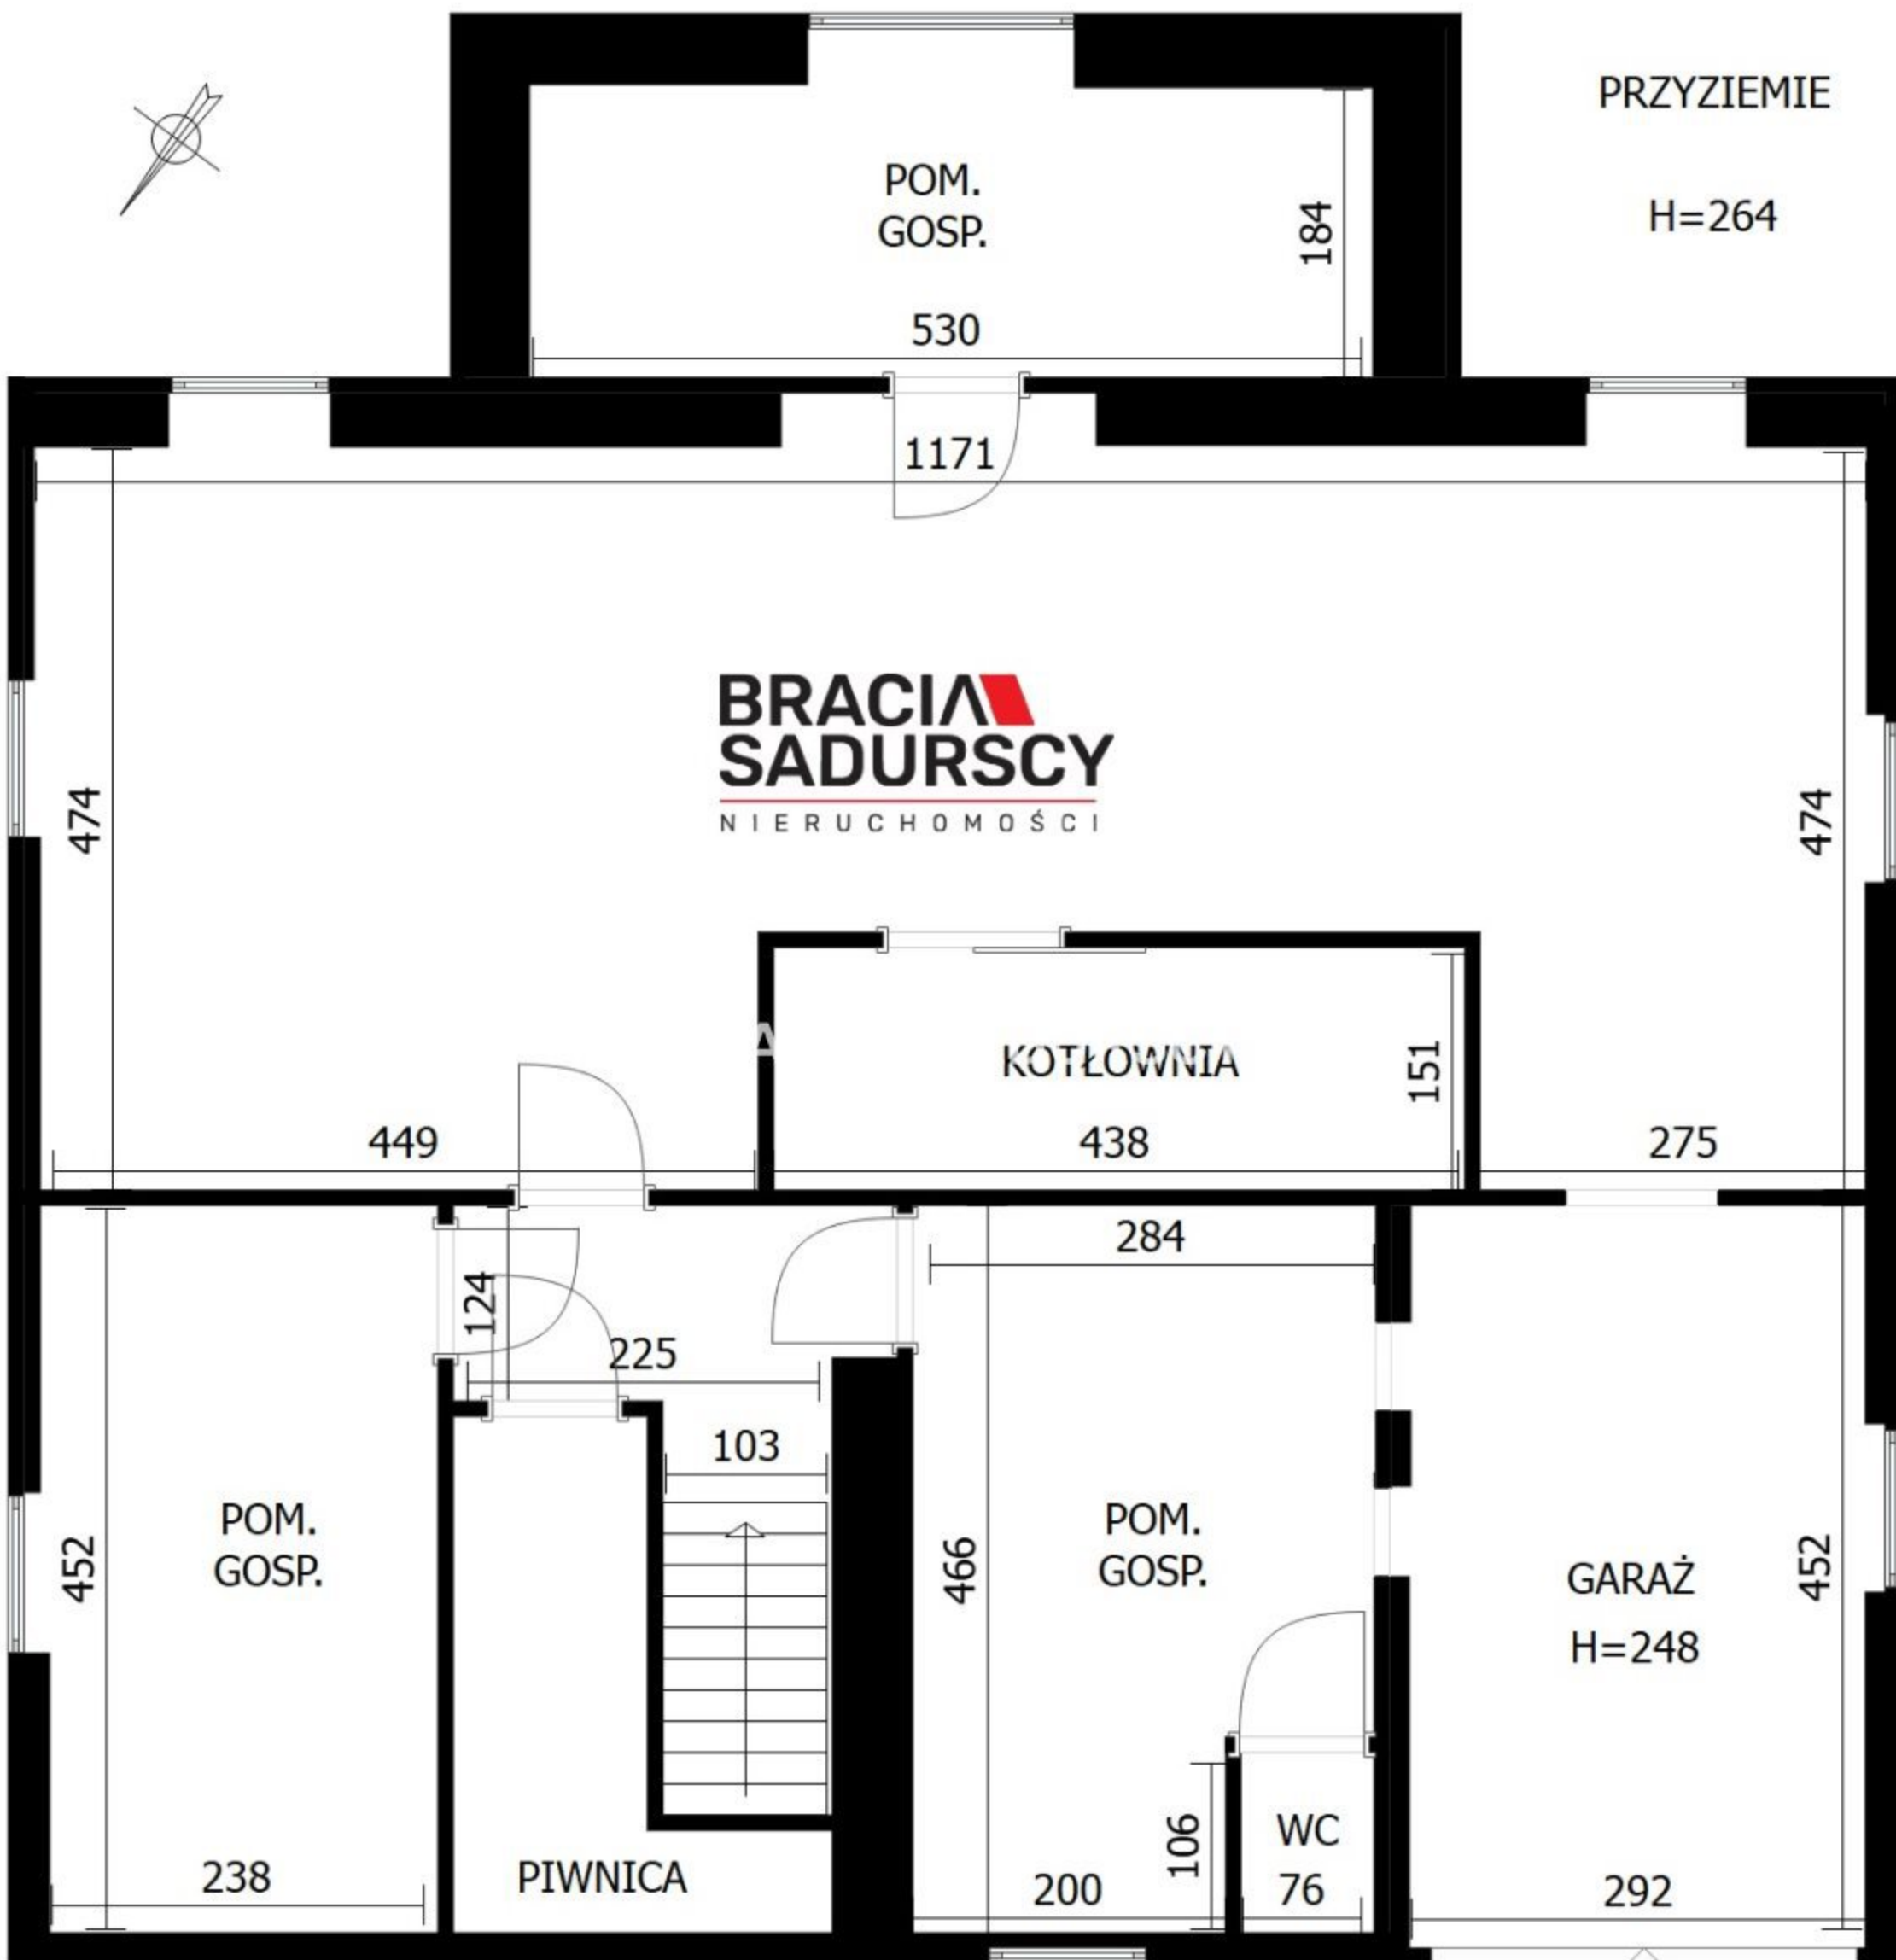 PRZYZIEMIE
H=264
POM.
GOSP.
184
530
1171
BRACIA
SADURSCY
NIERUCHOMOŚCI
474
474
KOTŁOWNIA
151
449
438
275
284
124
225
103
POM.
GOSP.
452
466
POM.
GOSP.
GARAŻ
H=248
452
238
PIWNICA
200
106
WC
76
292